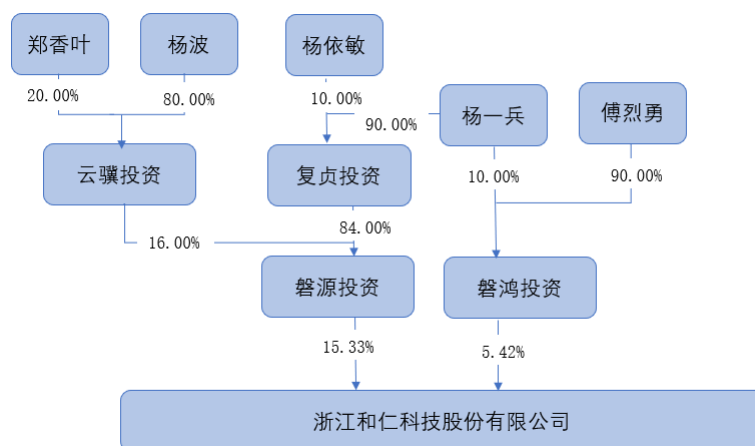 郑香叶
杨波
杨依敏
20.00%
80.00%
10.00%
90.00%
杨一兵
傅烈勇
云骥投资
复贞投资
10.00%
90.00%
16.00%
84.00%
磐源投资
磐鸿投资
15.33%
5.42%
浙江和仁科技股份有限公司